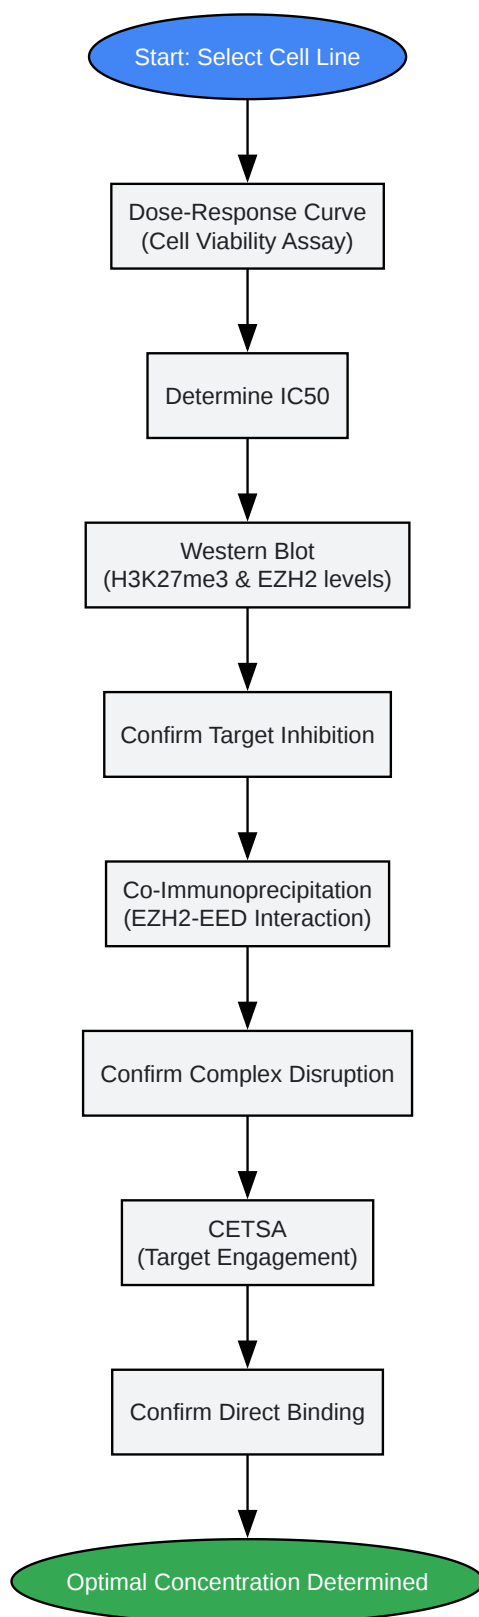 Start: Select Cell Line
Dose-Response Curve
(Cell Viability Assay)
Determine IC50
Western Blot
(H3K27me3 & EZH2 levels)
Confirm Target Inhibition
Co-Immunoprecipitation
(EZH2-EED Interaction)
Confirm Complex Disruption
CETSA
(Target Engagement)
Confirm Direct Binding
Optimal Concentration Determined